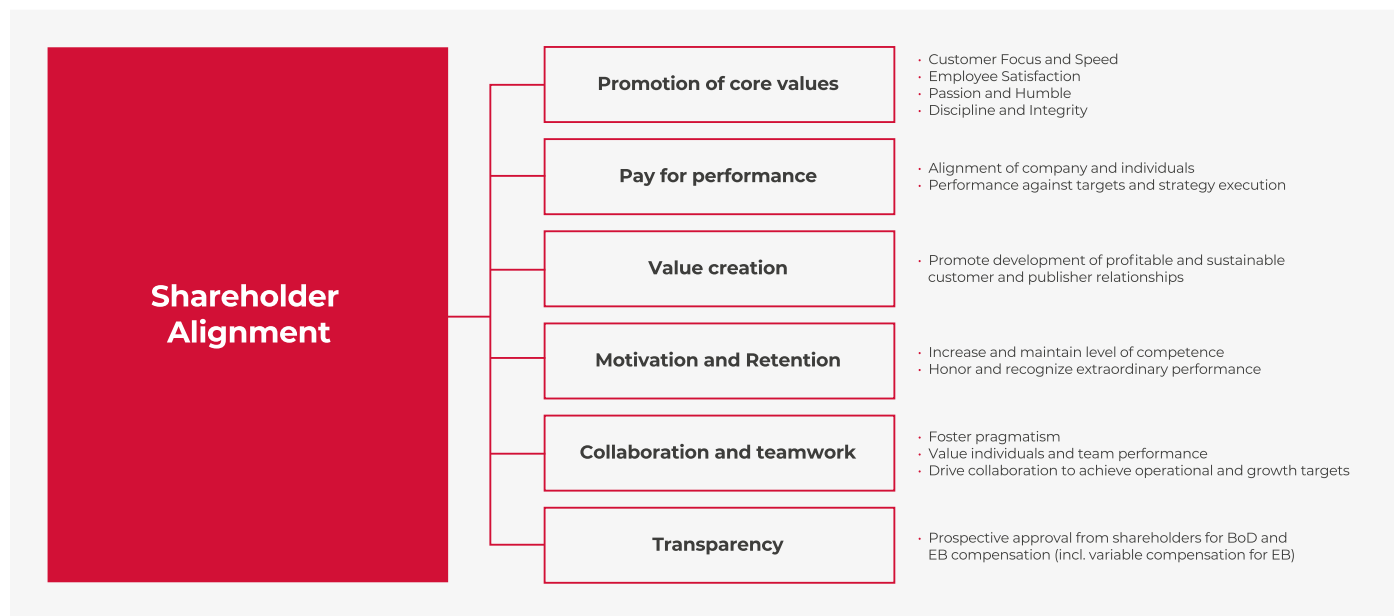 Shareholder
Alignment
Promotion of core values
· Customer Focus and Speed
· Employee Satisfaction
· Passion and Humble
· Discipline and Integrity
Pay for performance
· Alignment of company and individuals
· Performance against targets and strategy execution
Value creation
· Promote development of profitable and sustainable
customer and publisher relationships
Motivation and Retention
· Increase and maintain level of competence
· Honor and recognize extraordinary performance
Collaboration and teamwork
· Foster pragmatism
· Value individuals and team performance
· Drive collaboration to achieve operational and growth targets
Transparency
· Prospective approval from shareholders for BoD and
EB compensation (incl. variable compensation for EB)